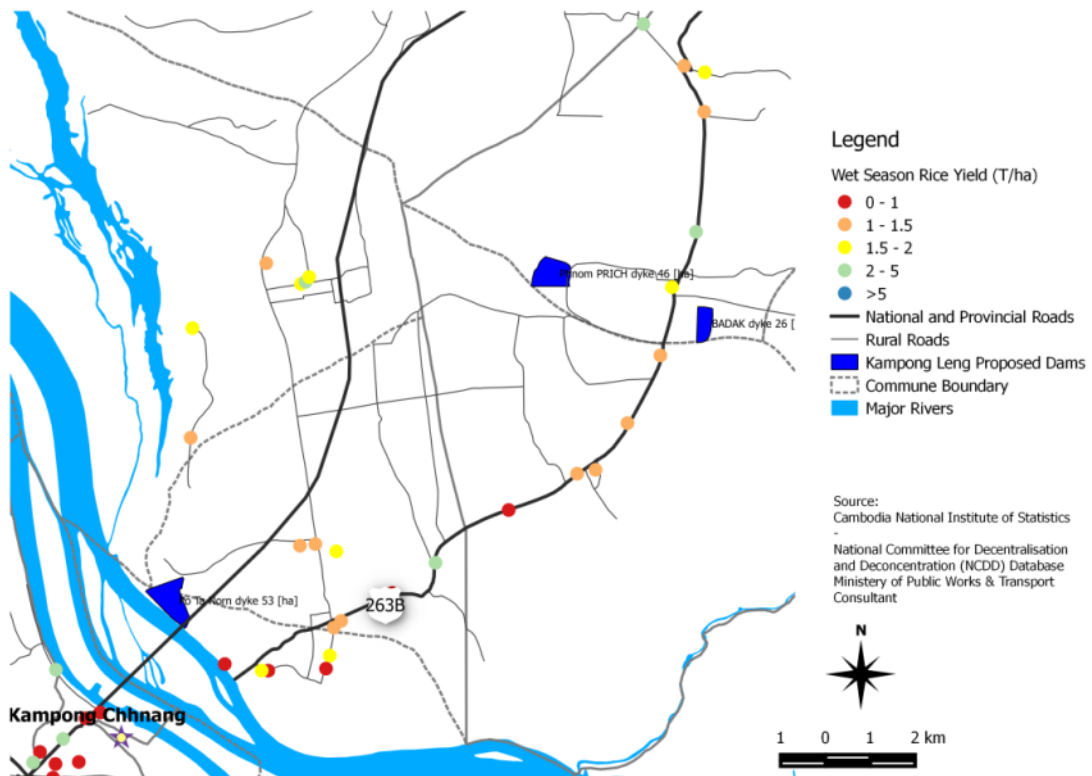 Legend
Wet Season Rice Yield (T/ha)
0 - 1
1 - 1.5
1.5 - 2
2 - 5
>5
National and Provincial Roads
Rural Roads
Kampong Leng Proposed Dams
Commune Boundary
Major Rivers
PRICH dyke 46 [ha]
BADAK dyke 26 [
Ta Norn dyke 53 [ha]
263B
Kampong Chhnang
Source:
Cambodia National Institute of Statistics
-
National Committee for Decentralisation
and Deconcentration (NCDD) Database
Ministry of Public Works & Transport
Consultant
N
1 0 1 2 km